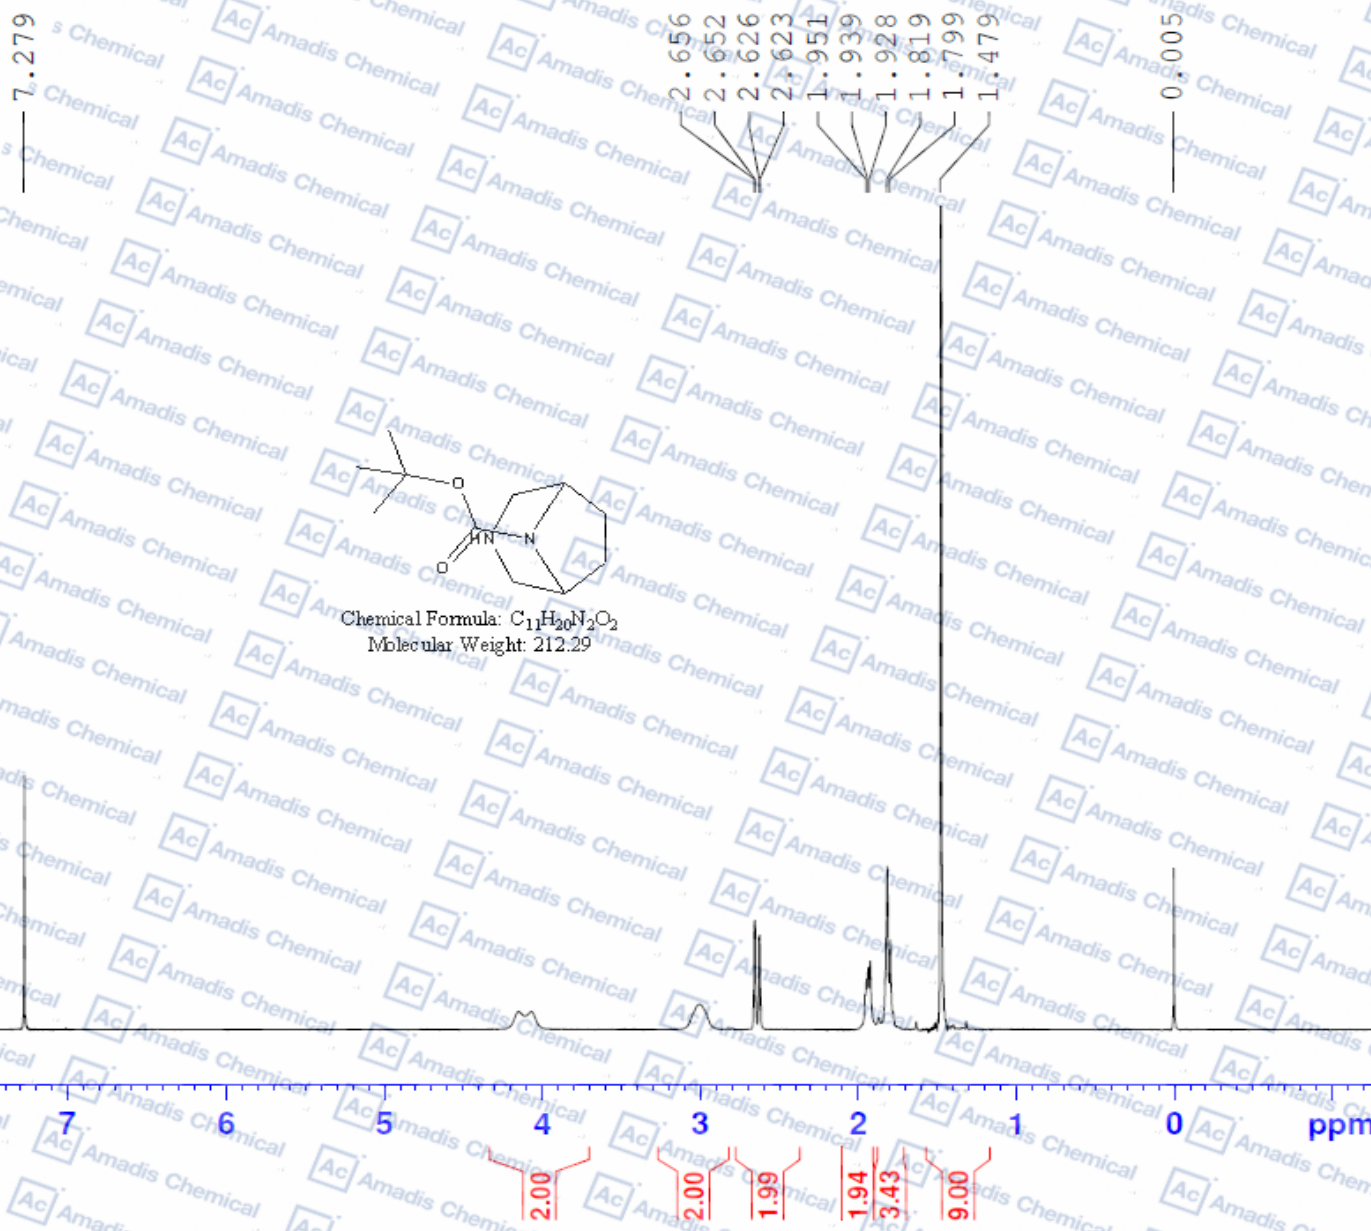 7.279
2.656
2.652
2.626
2.623
1.951
1.939
1.928
1.819
1.799
1.479
0.005
O
O
HN
N
Chemical Formula: C₁₁H₂₀N₂O₂
Molecular Weight: 212.29
7 6 5 4 3 2 1 0 ppm
2.00 2.00 1.99 1.94 3.43 9.00
Ac Amadis Chemical